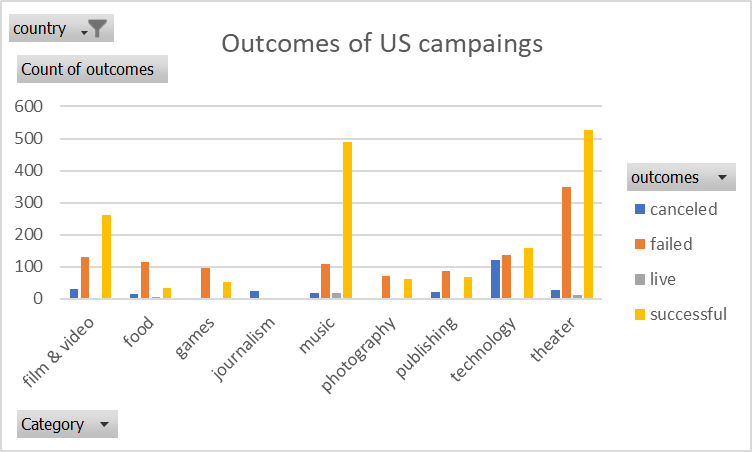 country
Outcomes of US campaings
Count of outcomes
600
500
400
300
200
100
0
film & video
food
games
journalism
music
photography
publishing
technology
theater
outcomes
canceled
failed
live
successful
Category